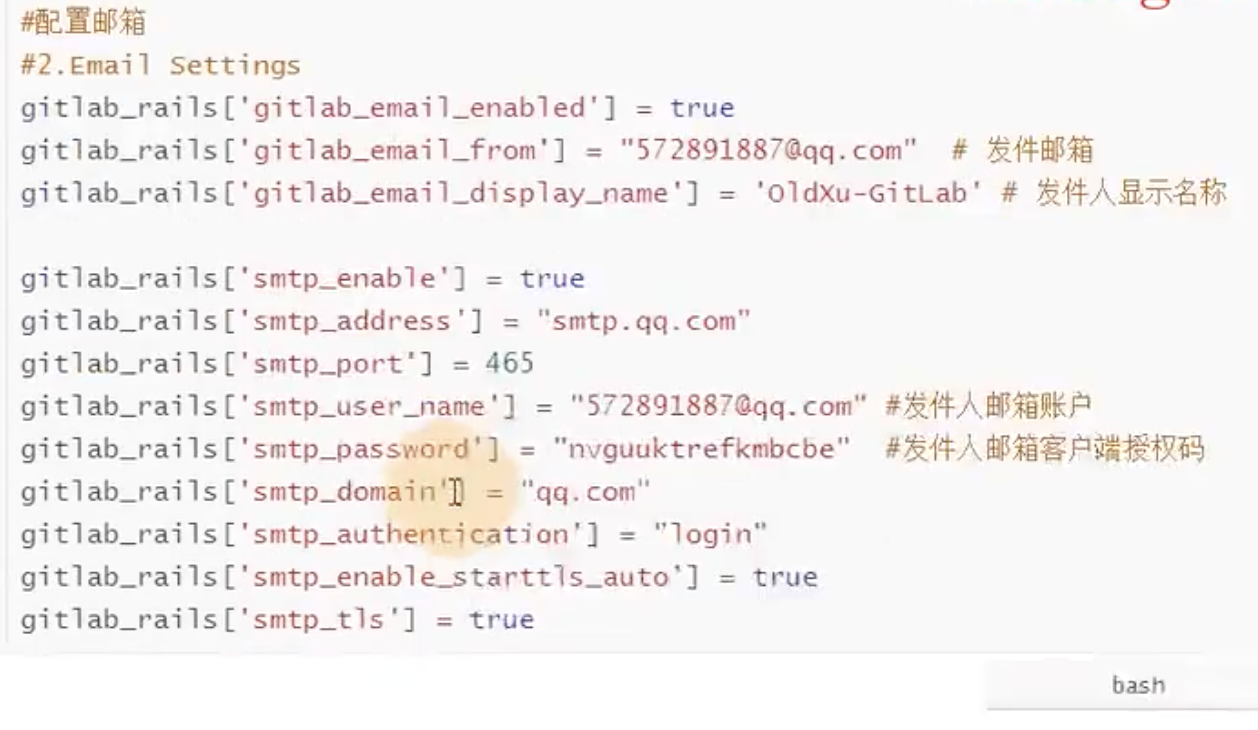 #配置邮箱
#2.Email Settings
gitlab_rails['gitlab_email_enabled'] = true
gitlab_rails['gitlab_email_from'] = "572891887@qq.com"  # 发件邮箱
gitlab_rails['gitlab_email_display_name'] = 'OldXu-GitLab' # 发件人显示名称
gitlab_rails['smtp_enable'] = true
gitlab_rails['smtp_address'] = "smtp.qq.com"
gitlab_rails['smtp_port'] = 465
gitlab_rails['smtp_user_name'] = "572891887@qq.com" #发件人邮箱账户
gitlab_rails['smtp_password'] = "nvguuktrefkmbcbe"  #发件人邮箱客户端授权码
gitlab_rails['smtp_domain'] = "qq.com"
gitlab_rails['smtp_authentication'] = "login"
gitlab_rails['smtp_enable_starttls_auto'] = true
gitlab_rails['smtp_tls'] = true
bash